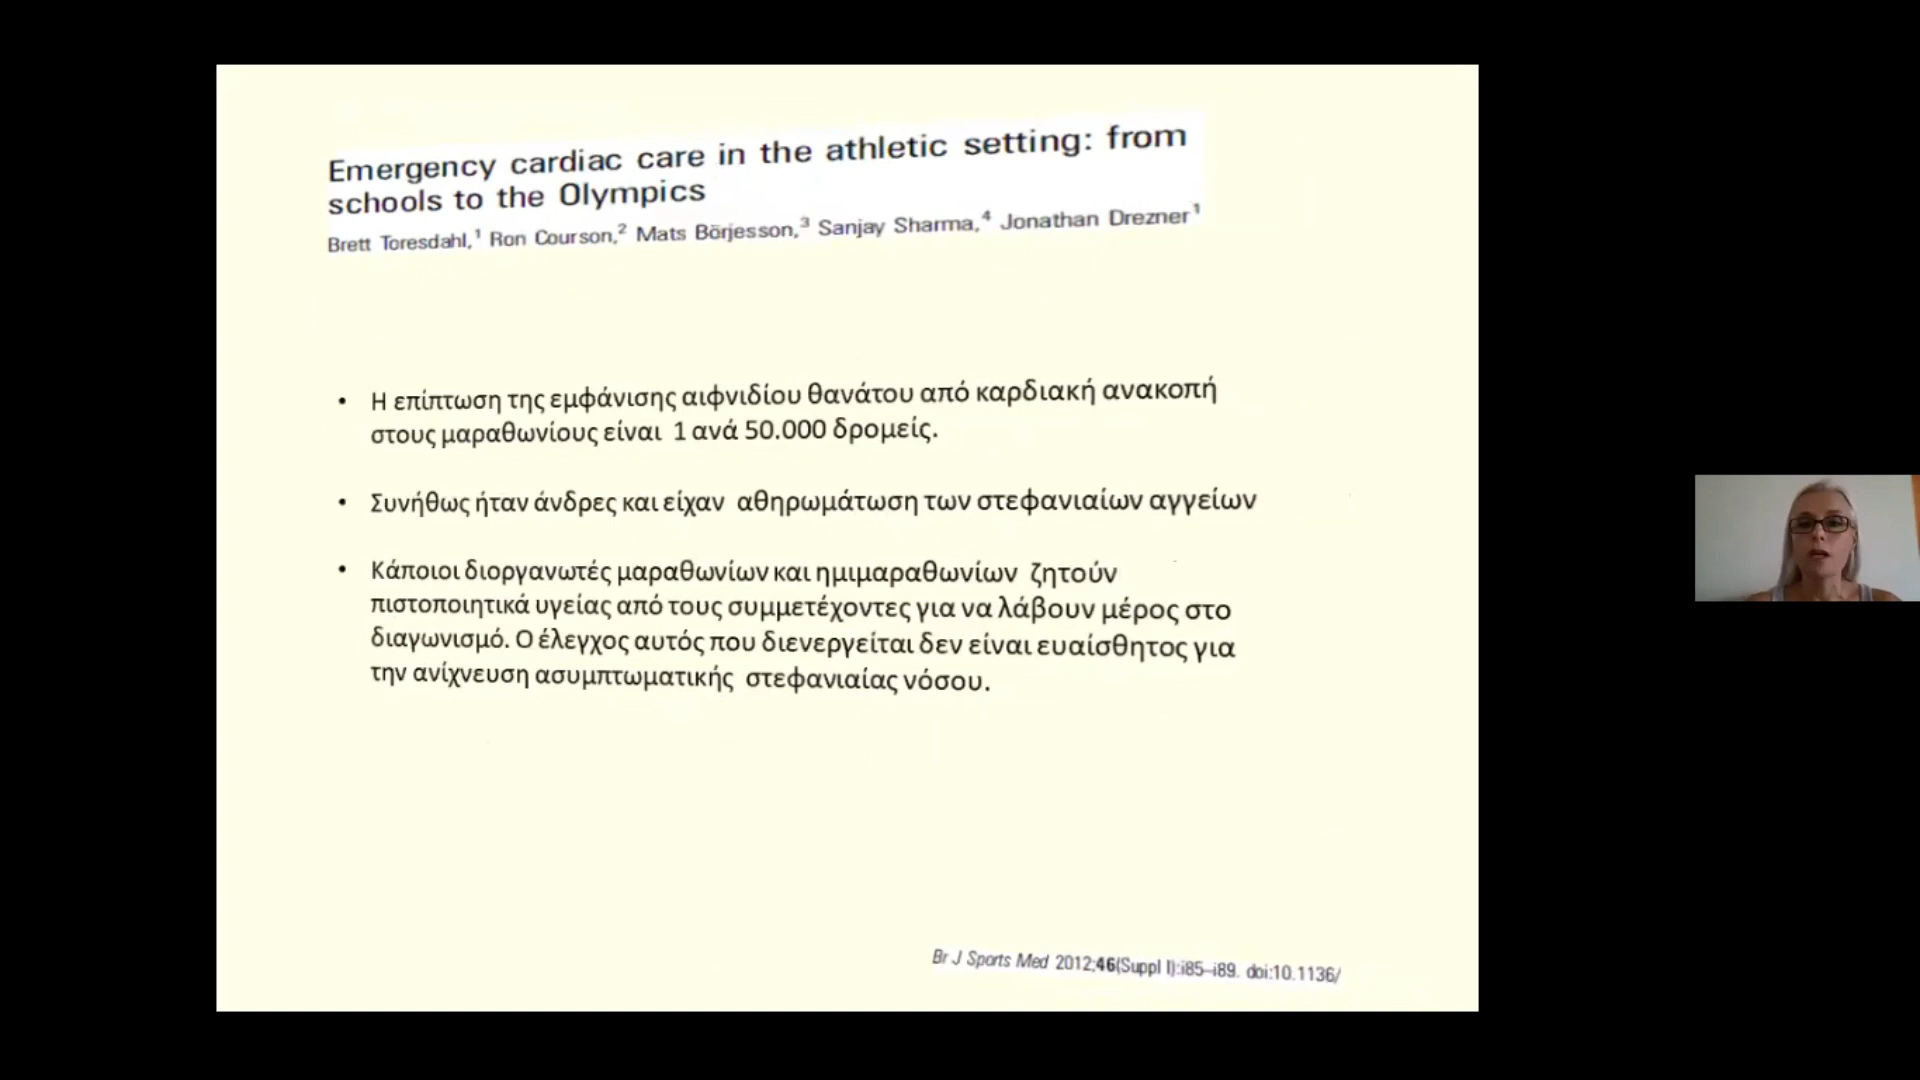 Emergency cardiac care in the athletic setting: from
schools to the Olympics
Brett Toresdahl,¹ Ron Courson,² Mats Börjesson,³ Sanjay Sharma,⁴ Jonathan Drezner¹
• Η επίπτωση της εμφάνισης αιφνιδίου θανάτου από καρδιακή ανακοπή
στους μαραθωνίους είναι 1 ανά 50.000 δρομείς.
• Συνήθως ήταν άνδρες και είχαν αθηρωμάτωση των στεφανιαίων αγγείων
• Κάποιοι διοργανωτές μαραθωνίων και ημιμαραθωνίων ζητούν
πιστοποιητικά υγείας από τους συμμετέχοντες για να λάβουν μέρος στο
διαγωνισμό. Ο έλεγχος αυτός που διενεργείται δεν είναι ευαίσθητος για
την ανίχνευση ασυμπτωματικής στεφανιαίας νόσου.
Br J Sports Med 2012;46(Suppl I):i85–i89. doi:10.1136/